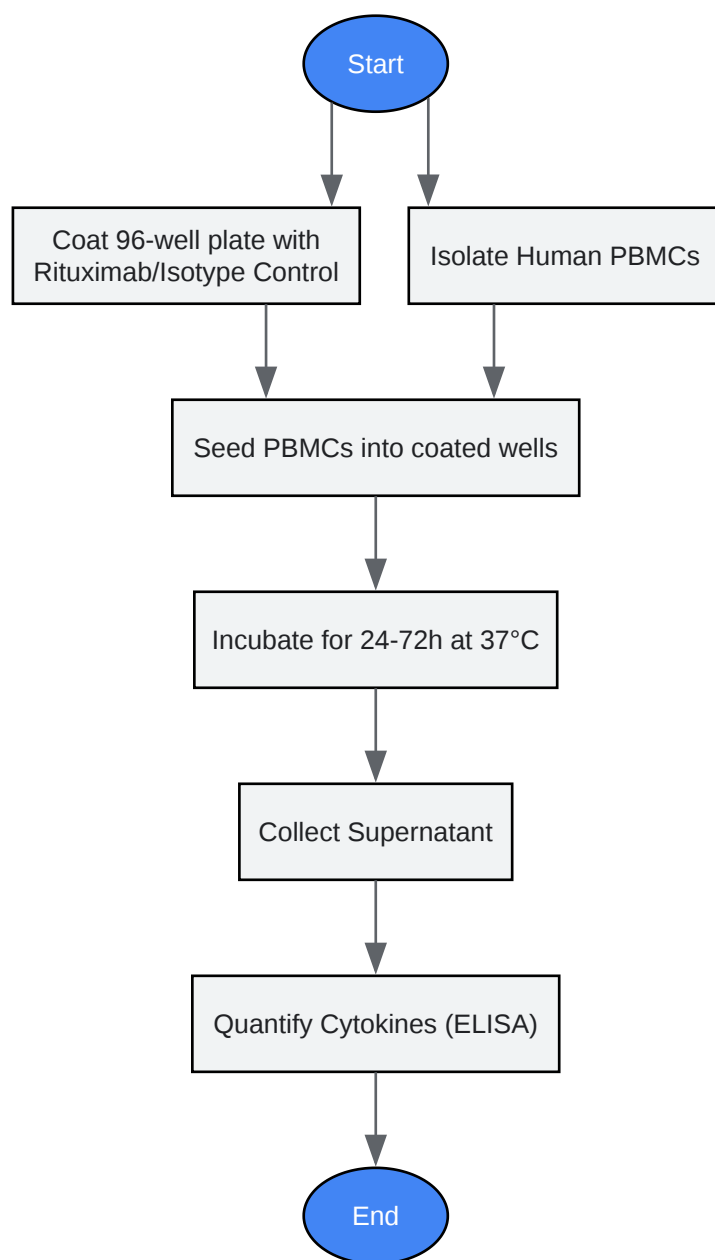 Start
Coat 96-well plate with
Rituximab/Isotype Control
Isolate Human PBMCs
Seed PBMCs into coated wells
Incubate for 24-72h at 37°C
Collect Supernatant
Quantify Cytokines (ELISA)
End